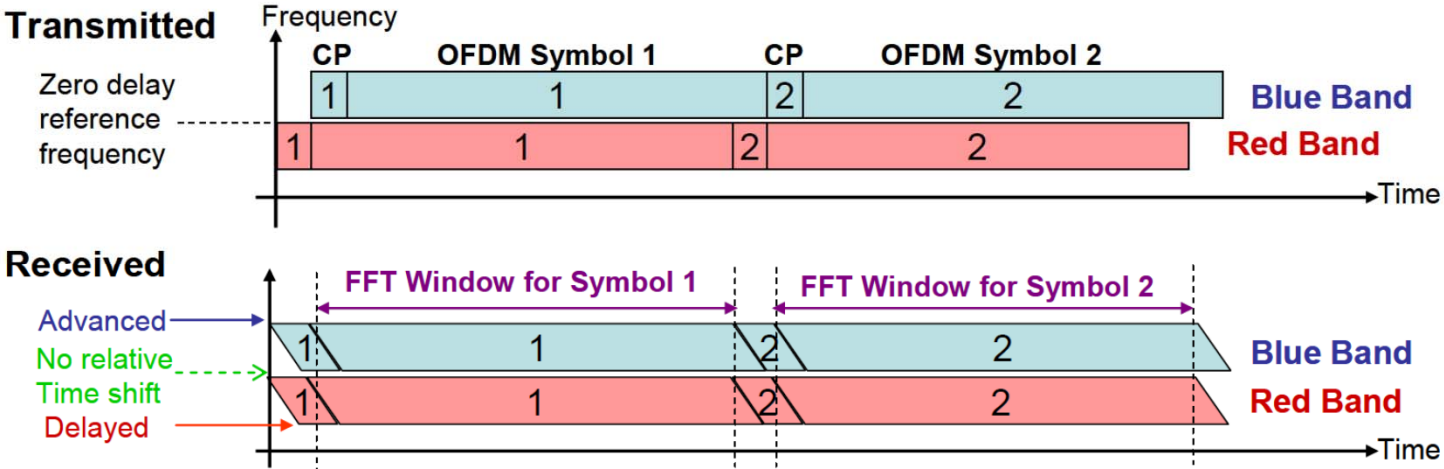 Transmitted
Frequency
CP OFDM Symbol 1 CP OFDM Symbol 2
Zero delay
reference
frequency
1 1 2 2 Blue Band
1 1 2 2 Red Band
Time
Received
FFT Window for Symbol 1 FFT Window for Symbol 2
Advanced
No relative
Time shift
Delayed
1 1 2 2 Blue Band
1 1 2 2 Red Band
Time